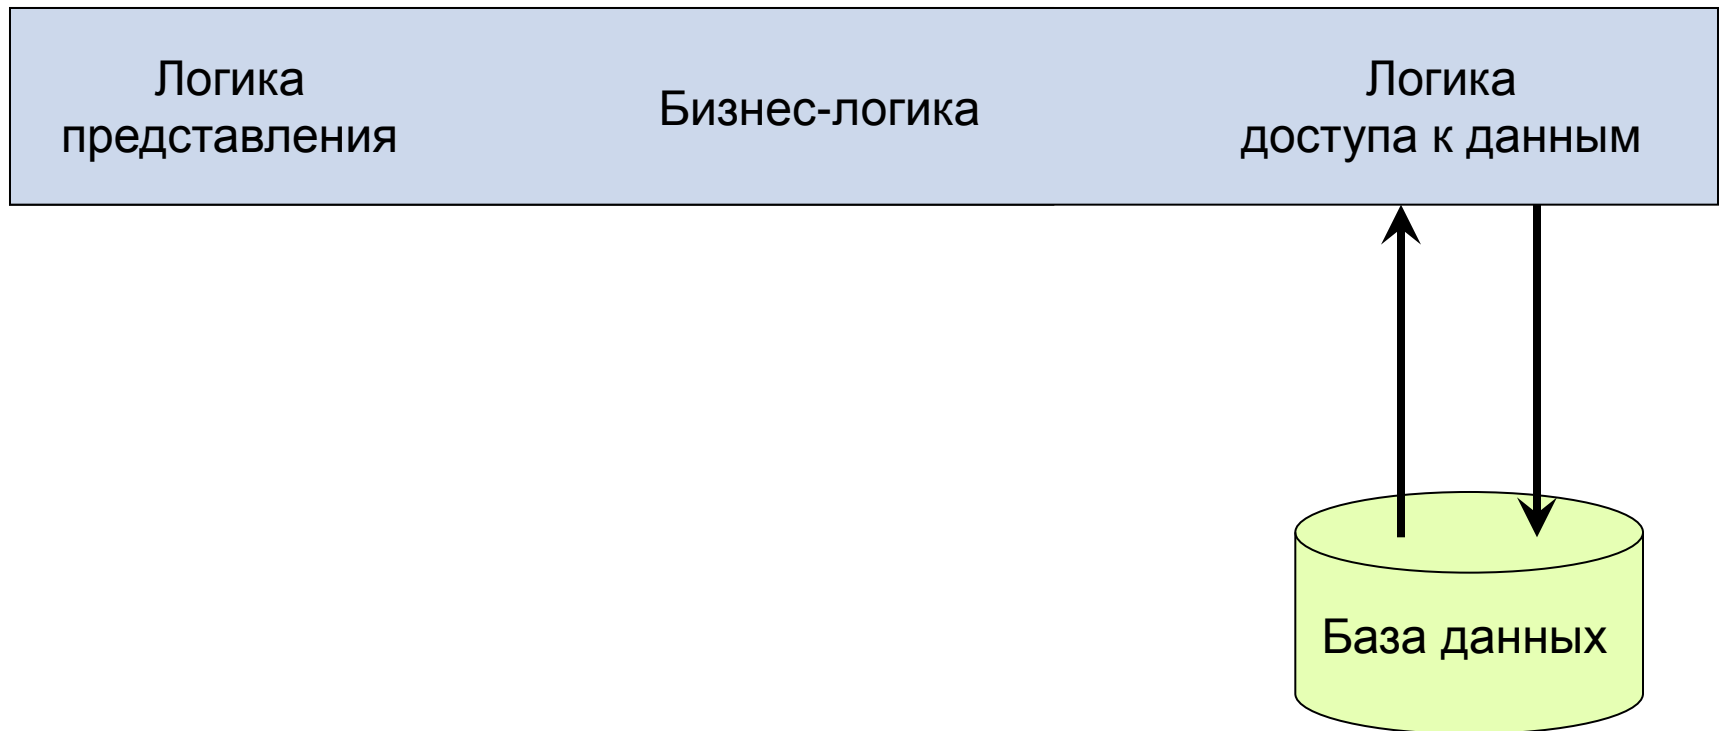 Логика
представления
Бизнес-логика
Логика
доступа к данным
База данных